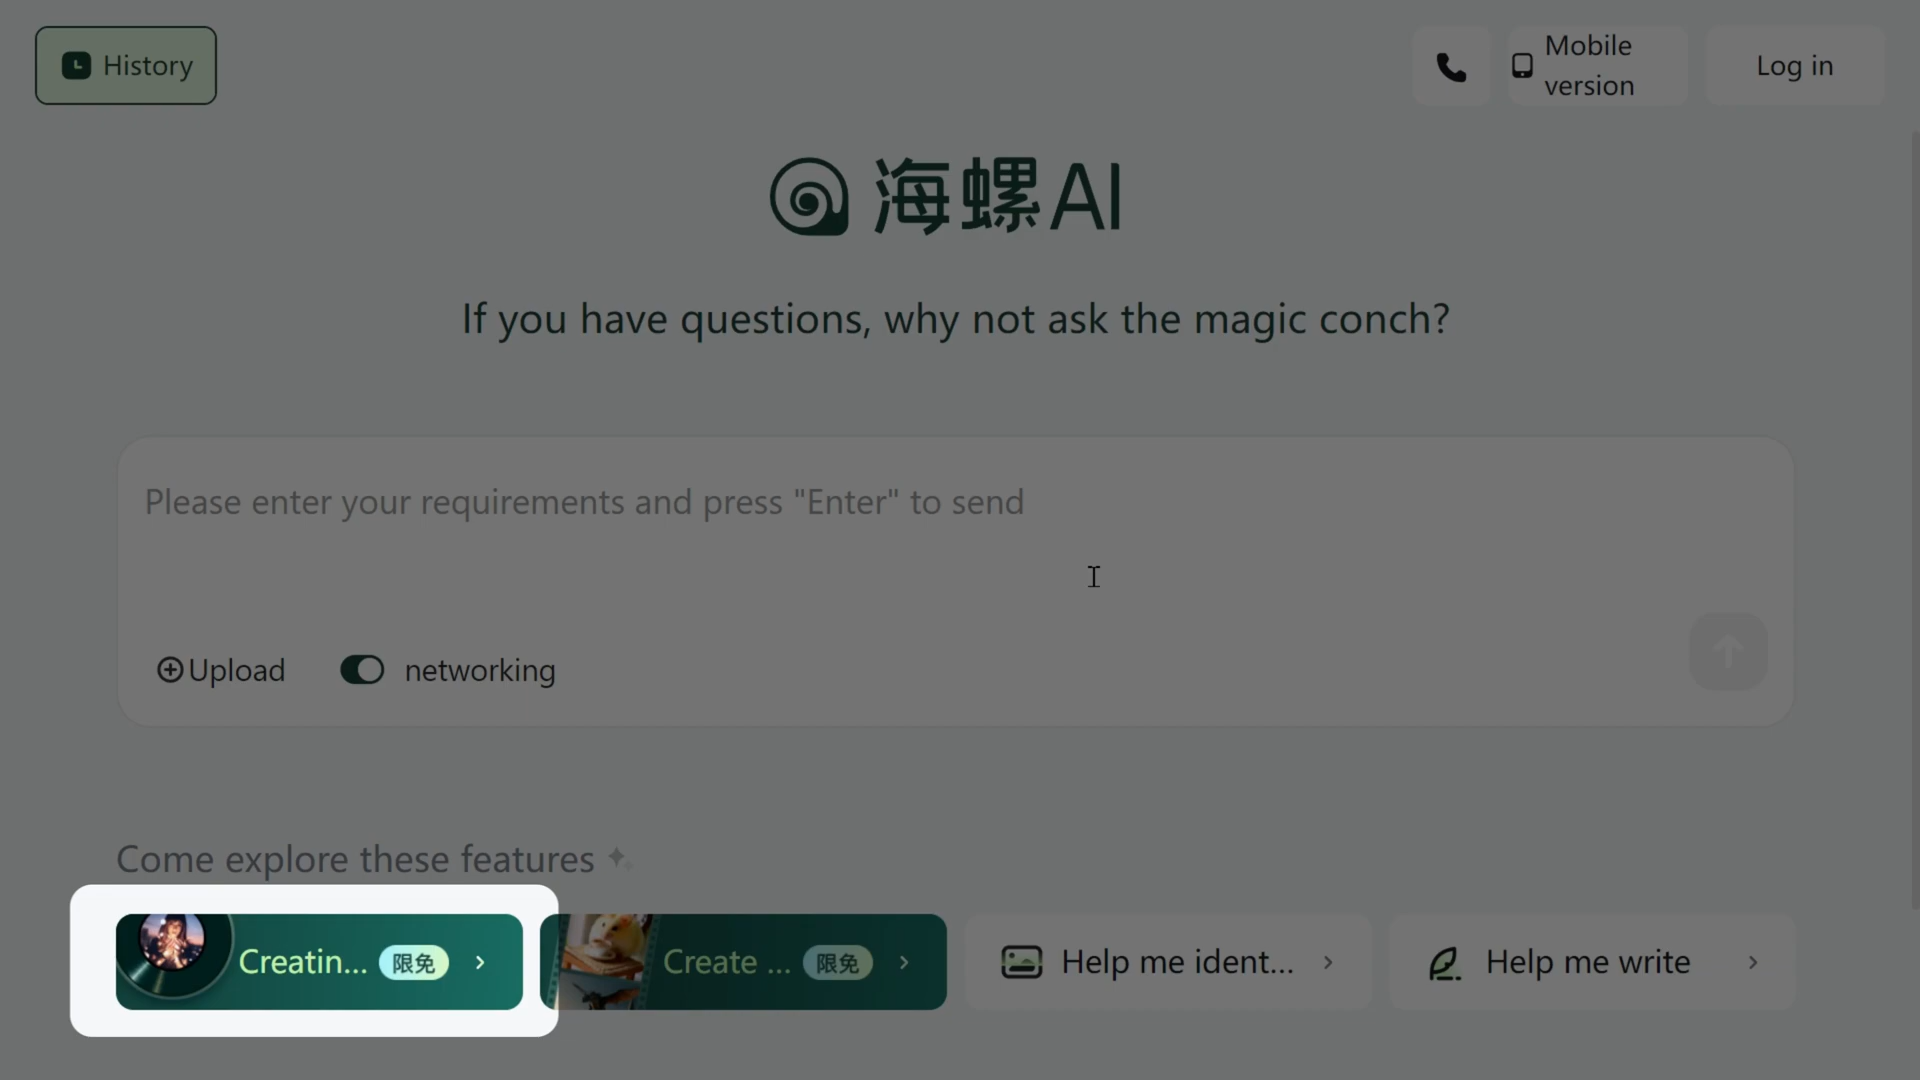 History
Mobile
version
Log in
海螺AI
If you have questions, why not ask the magic conch?
Please enter your requirements and press "Enter" to send
Upload
networking
Come explore these features
Creatin... 限免
Create ... 限免
Help me ident...
Help me write